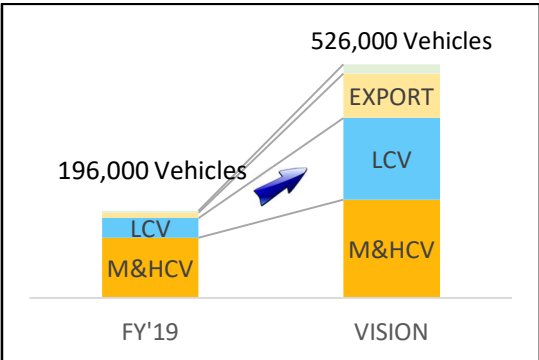 526,000 Vehicles
EXPORT
196,000 Vehicles
LCV
LCV
M&HCV
M&HCV
FY'19
VISION